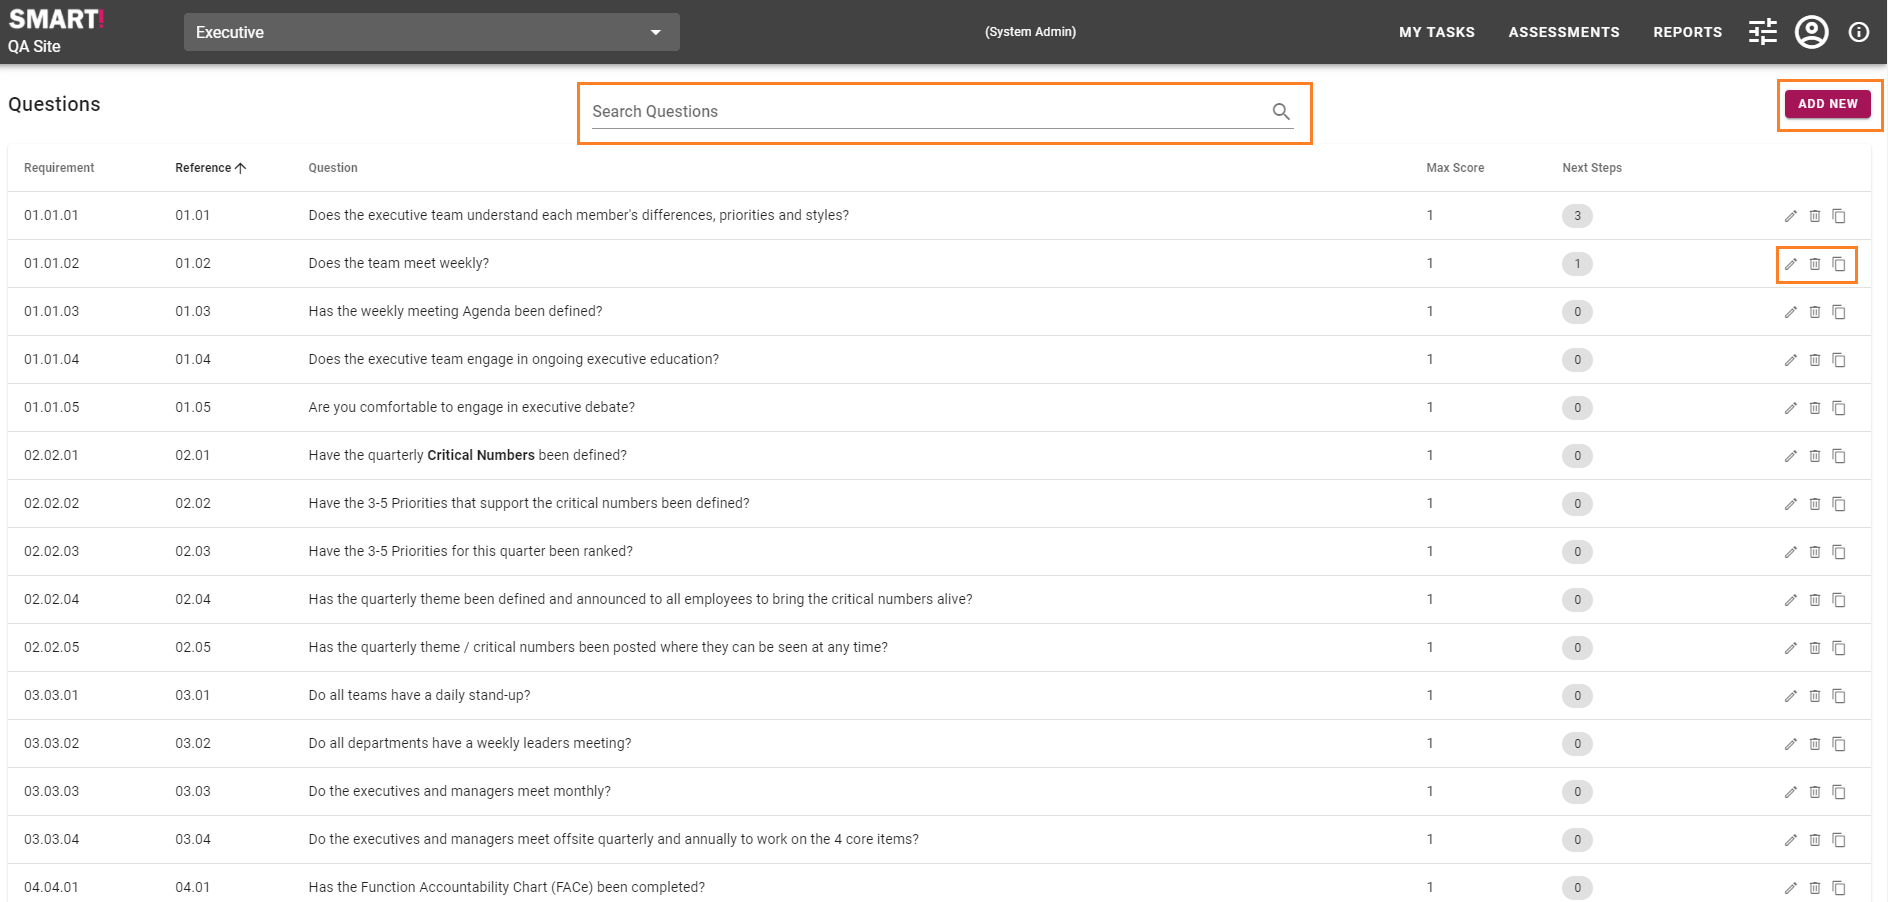 SMART!
QA Site
Executive
(System Admin)
MY TASKS ASSESSMENTS REPORTS
Questions
Search Questions
ADD NEW
Requirement Reference Question Max Score Next Steps
01.01.01 01.01 Does the executive team understand each member's differences, priorities and styles? 1 3
01.01.02 01.02 Does the team meet weekly? 1 1
01.01.03 01.03 Has the weekly meeting Agenda been defined? 1 0
01.01.04 01.04 Does the executive team engage in ongoing executive education? 1 0
01.01.05 01.05 Are you comfortable to engage in executive debate? 1 0
02.02.01 02.01 Have the quarterly Critical Numbers been defined? 1 0
02.02.02 02.02 Have the 3-5 Priorities that support the critical numbers been defined? 1 0
02.02.03 02.03 Have the 3-5 Priorities for this quarter been ranked? 1 0
02.02.04 02.04 Has the quarterly theme been defined and announced to all employees to bring the critical numbers alive? 1 0
02.02.05 02.05 Has the quarterly theme / critical numbers been posted where they can be seen at any time? 1 0
03.03.01 03.01 Do all teams have a daily stand-up? 1 0
03.03.02 03.02 Do all departments have a weekly leaders meeting? 1 0
03.03.03 03.03 Do the executives and managers meet monthly? 1 0
03.03.04 03.04 Do the executives and managers meet offsite quarterly and annually to work on the 4 core items? 1 0
04.04.01 04.01 Has the Function Accountability Chart (FACe) been completed? 1 0